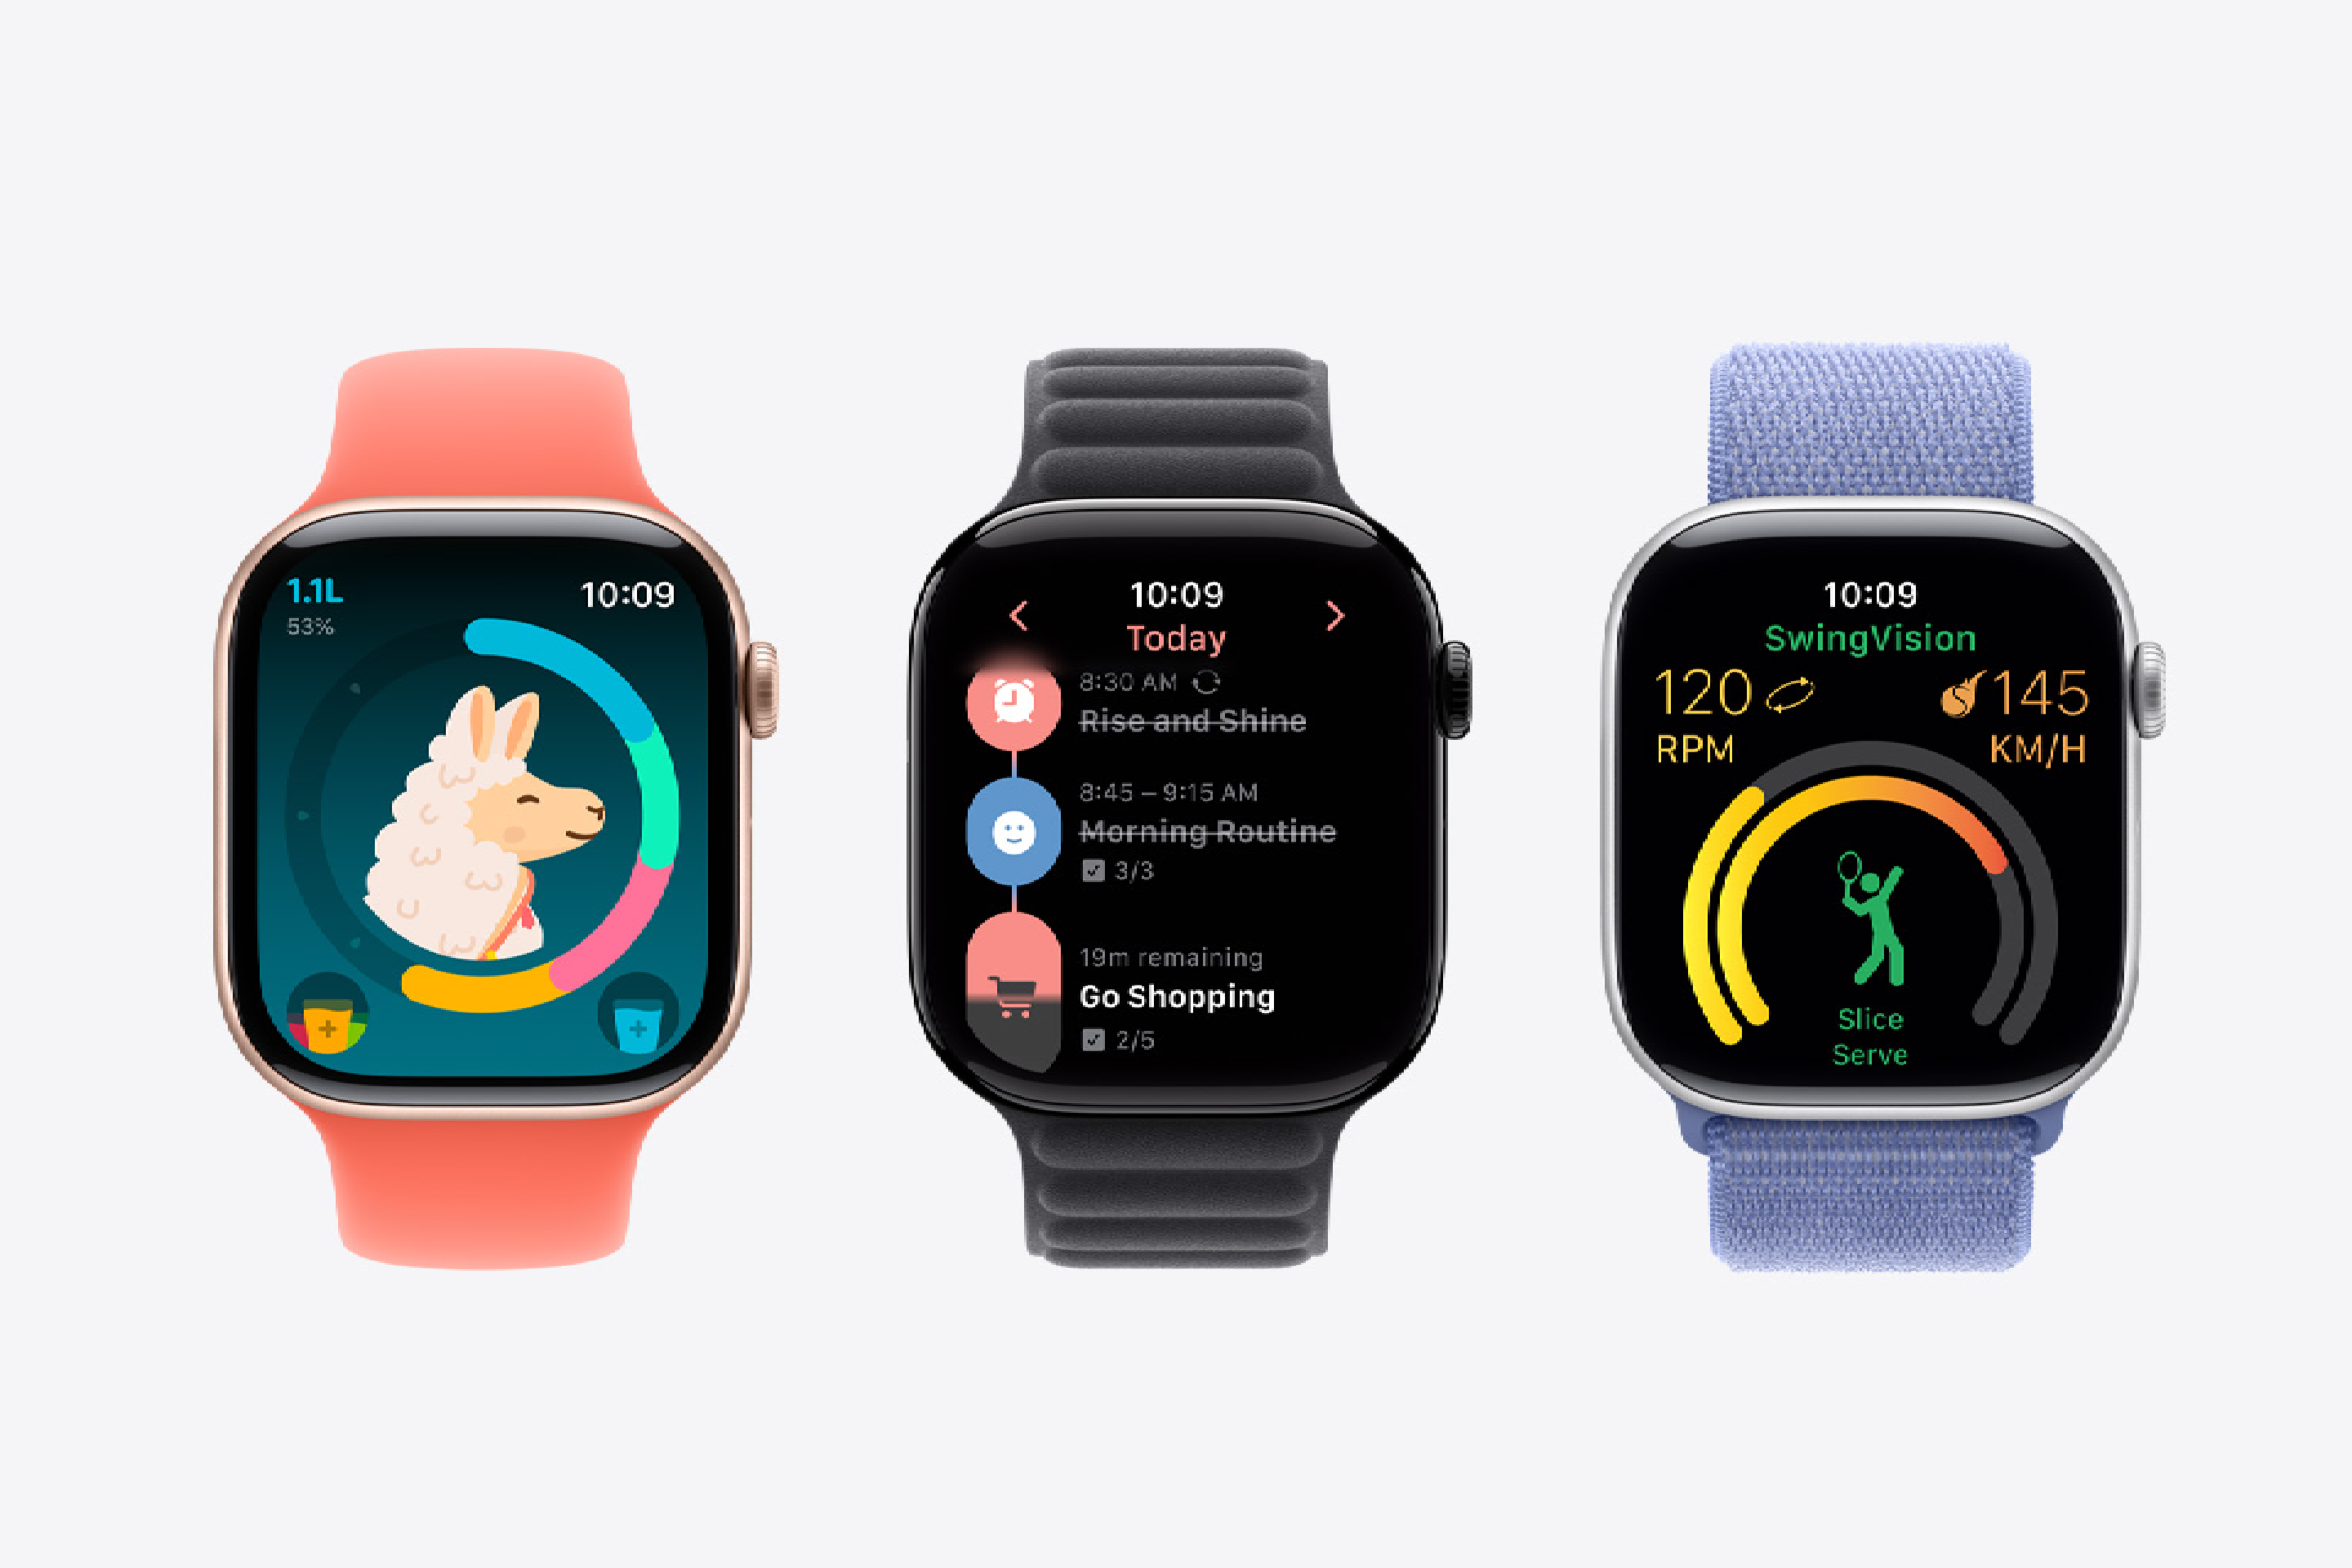 1.1L
53%
10:09
10:09
Today
8:30 AM
Rise and Shine
8:45 – 9:15 AM
Morning Routine
3/3
19m remaining
Go Shopping
2/5
10:09
SwingVision
120
RPM
145
KM/H
Slice
Serve